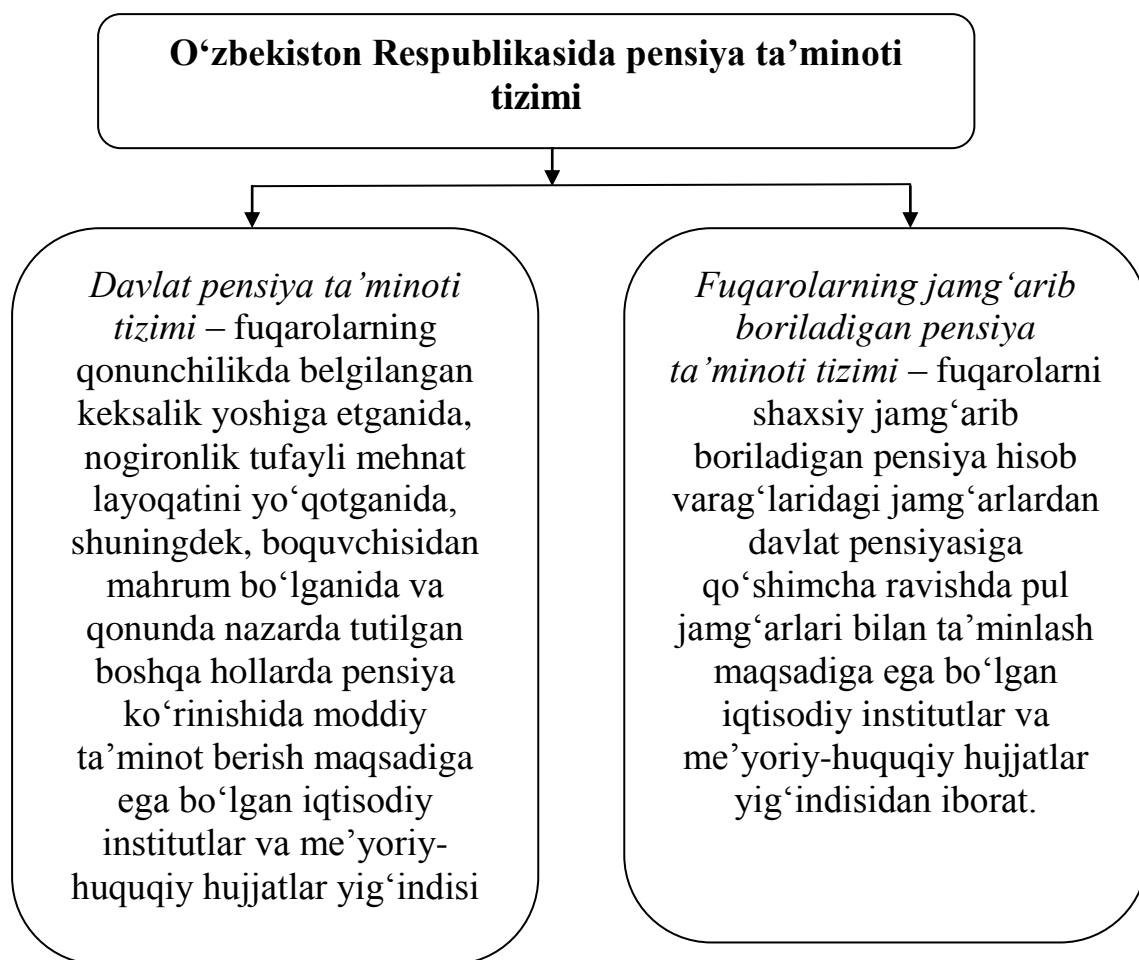 O‘zbekiston Respublikasida pensiya ta’minoti
tizimi
Davlat pensiya ta’minoti
tizimi – fuqarolarning
qonunchilikda belgilangan
keksalik yoshiga etganida,
nogironlik tufayli mehnat
layoqatini yo‘qotganida,
shuningdek, boquvchisidan
mahrum bo‘lganida va
qonunda nazarda tutilgan
boshqa hollarda pensiya
ko‘rinishida moddiy
ta’minot berish maqsadiga
ega bo‘lgan iqtisodiy
institutlar va me’yoriy-
huquqiy hujjatlar yig‘indisi
Fuqarolarning jamg‘arib
boriladigan pensiya
ta’minoti tizimi – fuqarolarni
shaxsiy jamg‘arib
boriladigan pensiya hisob
varag‘laridagi jamg‘arlardan
davlat pensiyasiga
qo‘shimcha ravishda pul
jamg‘arlari bilan ta’minlash
maqsadiga ega bo‘lgan
iqtisodiy institutlar va
me’yoriy-huquqiy hujjatlar
yig‘indisidan iborat.